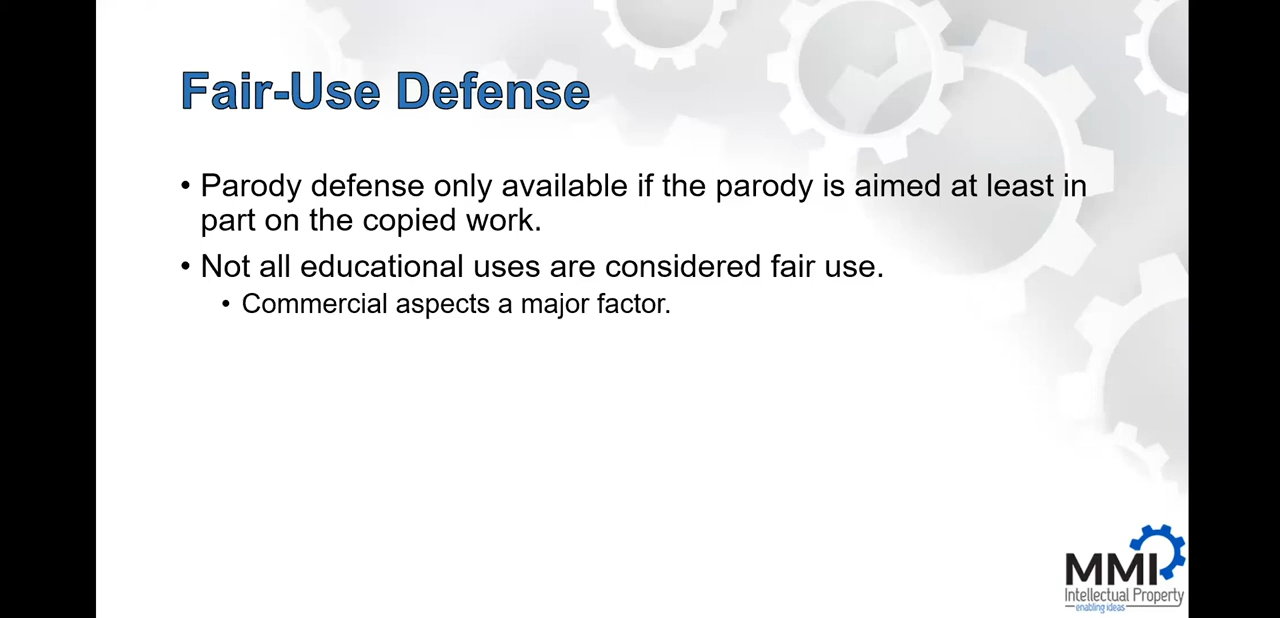 Fair-Use Defense
• Parody defense only available if the parody is aimed at least in
part on the copied work.
• Not all educational uses are considered fair use.
• Commercial aspects a major factor.
MMI
Intellectual Property
enabling ideas